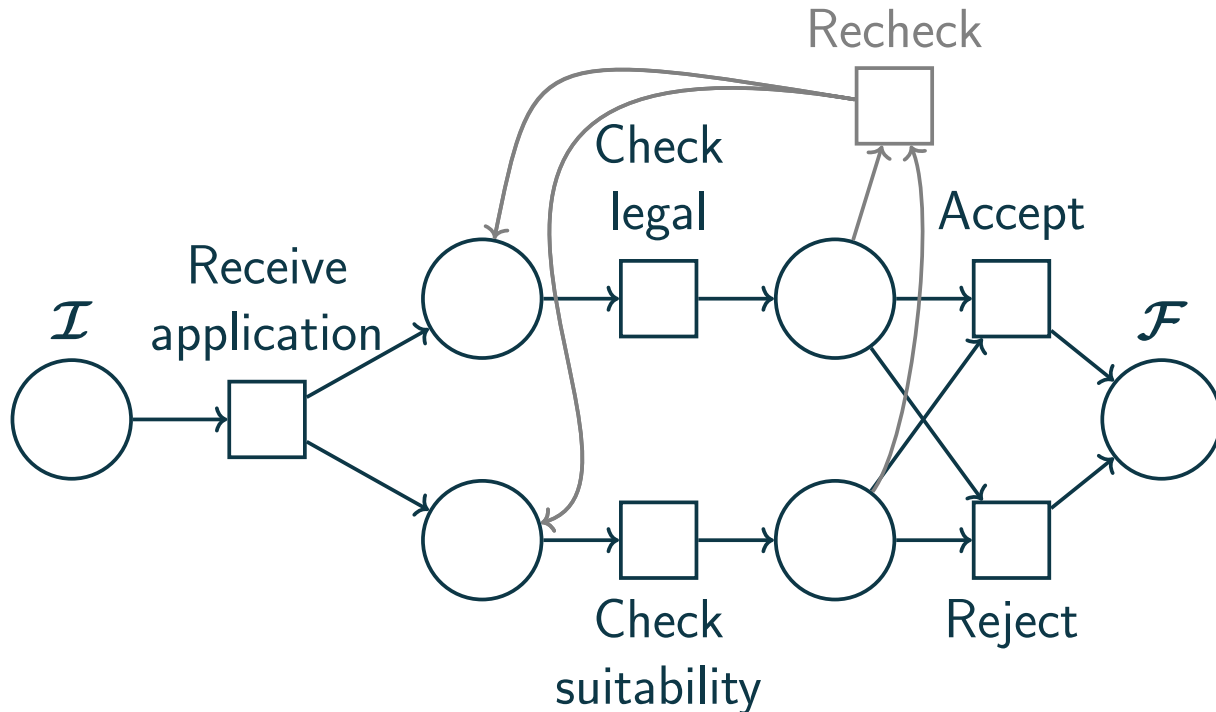 Recheck
Check
legal
Accept
Receive
application
𝓘
𝓕
Check
suitability
Reject